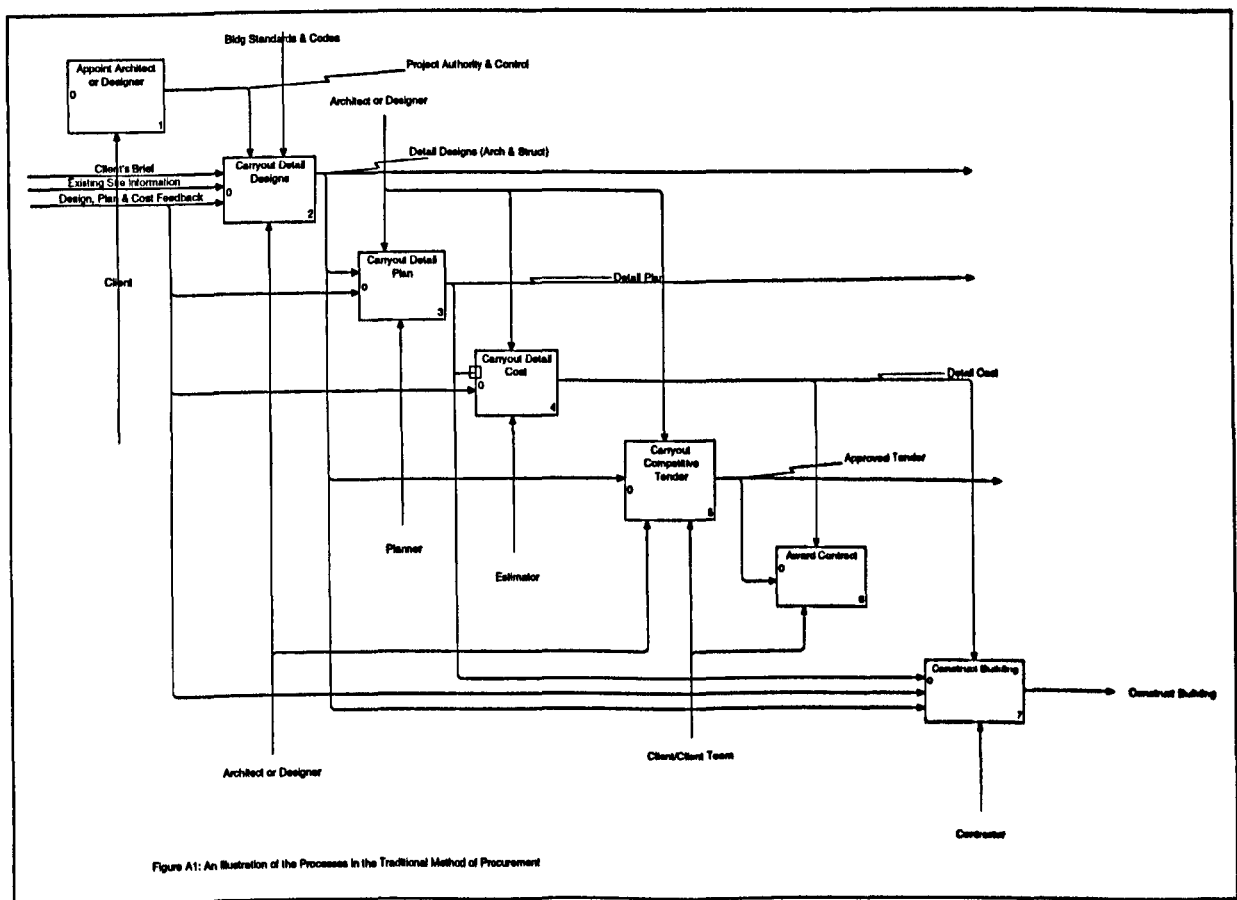 Bldg Standards & Codes
Appoint Architect
or Designer
0
1
Project Authority & Control
Architect or Designer
Detail Designs (Arch & Struct)
Client's Brief
Existing Site Information
Design, Plan & Cost Feedback
Carryout Detail
Designs
0
2
Client
Carryout Detail
Plan
0
3
Detail Plan
Carryout Detail
Cost
0
4
Detail Cost
Carryout
Competitive
Tender
0
5
Approved Tender
Planner
Estimator
Award Contract
0
6
Construct Building
0
7
Construct Building
Client/Client Team
Architect or Designer
Contractor
Figure A1: An Illustration of the Processes in the Traditional Method of Procurement